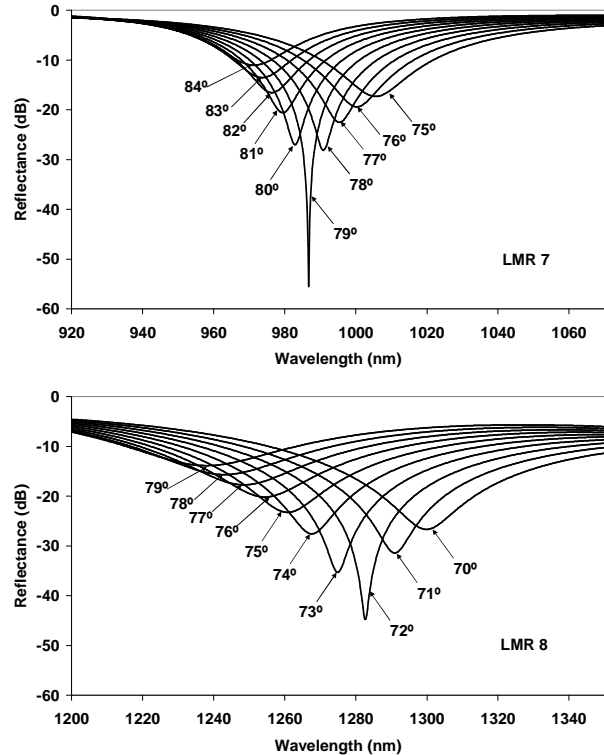 0
-10
-20
-30
-40
-50
-60
Reflectance (dB)
84º
83º
82º
81º
80º
79º
78º
77º
76º
75º
LMR 7
920 940 960 980 1000 1020 1040 1060
Wavelength (nm)
0
-10
-20
-30
-40
-50
-60
Reflectance (dB)
79º
78º
77º
76º
75º
74º
73º
72º
71º
70º
LMR 8
1200 1220 1240 1260 1280 1300 1320 1340
Wavelength (nm)